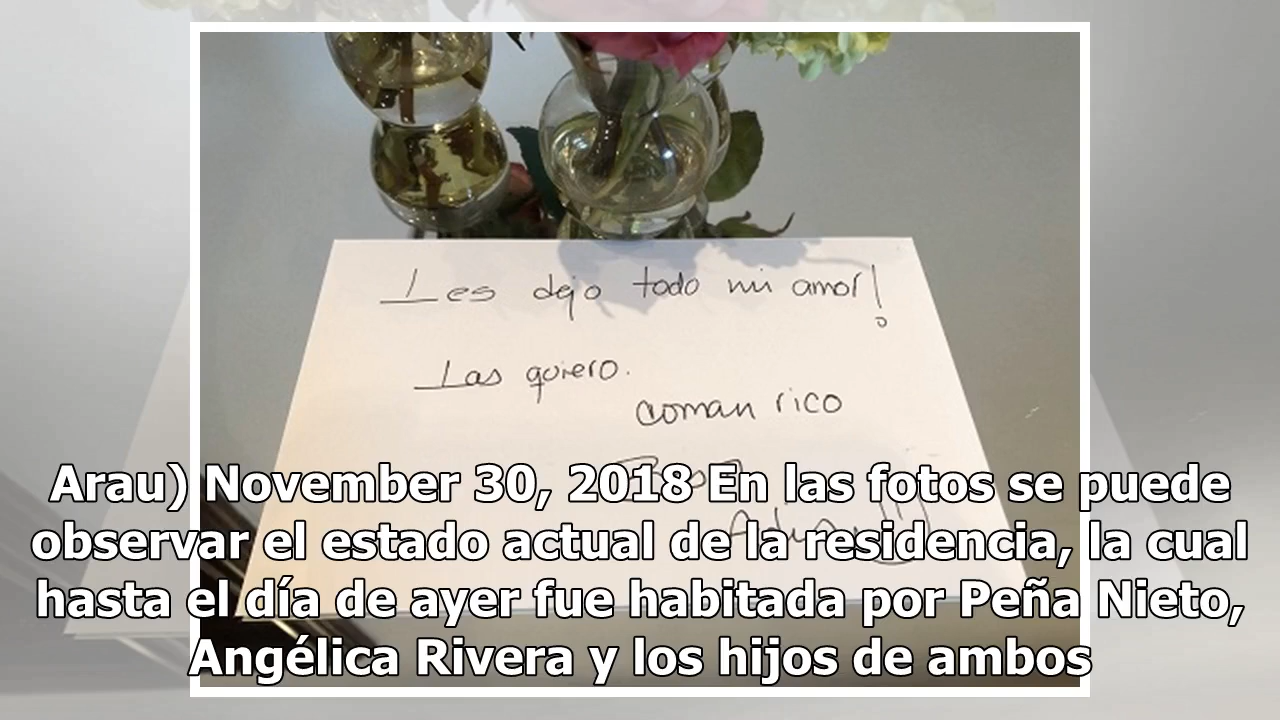 Les dejo todo mi amor!
Las quiero.
coman rico
Arau) November 30, 2018 En las fotos se puede
observar el estado actual de la residencia, la cual
hasta el día de ayer fue habitada por Peña Nieto,
Angélica Rivera y los hijos de ambos